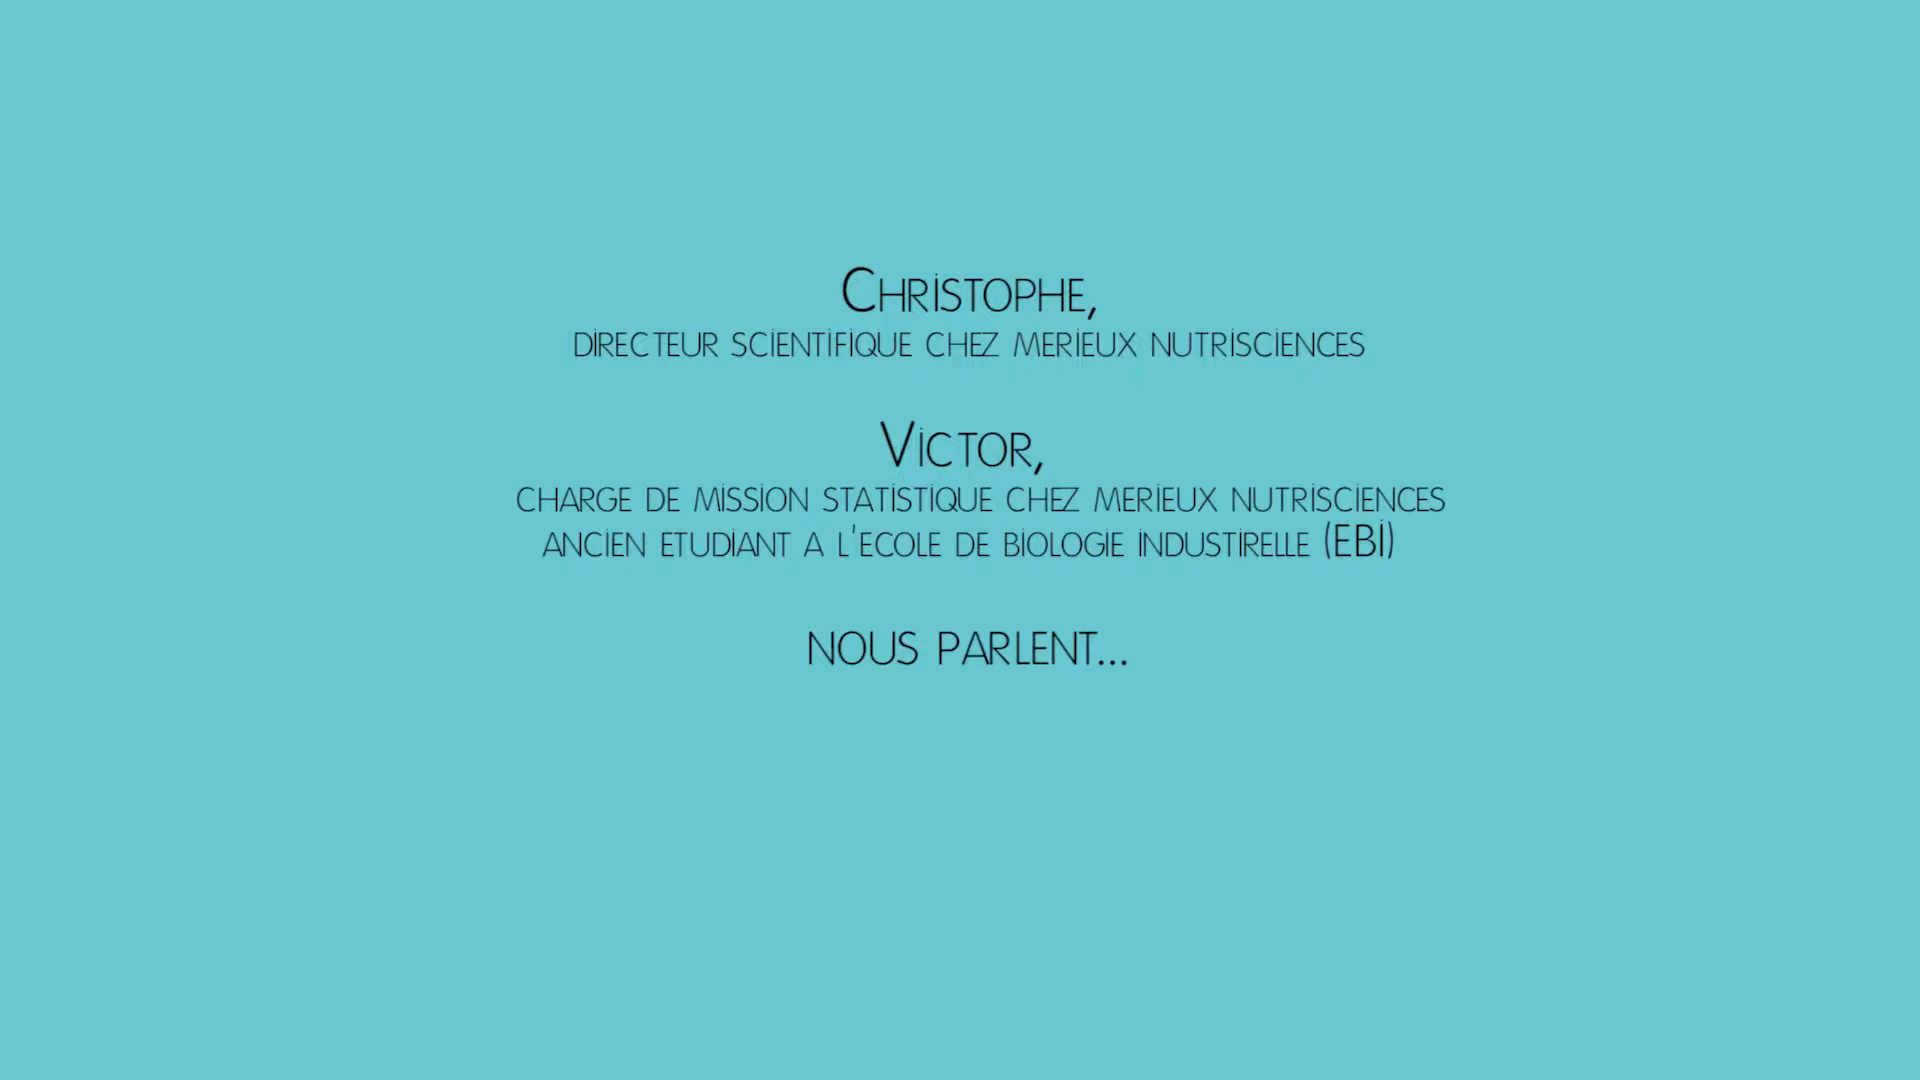 Christophe,
directeur scientifique chez merieux nutrisciences
Victor,
charge de mission statistique chez merieux nutrisciences
ancien etudiant a l'ecole de biologie industirelle (EBI)
NOUS PARLENT...